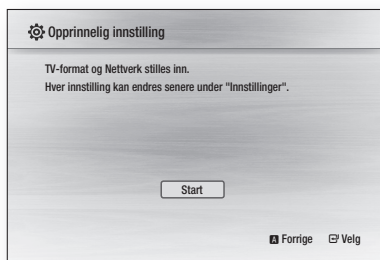 Opprinnelig innstilling
TV-format og Nettverk stilles inn.
Hver innstilling kan endres senere under "Innstillinger".
Start
A Forrige Velg